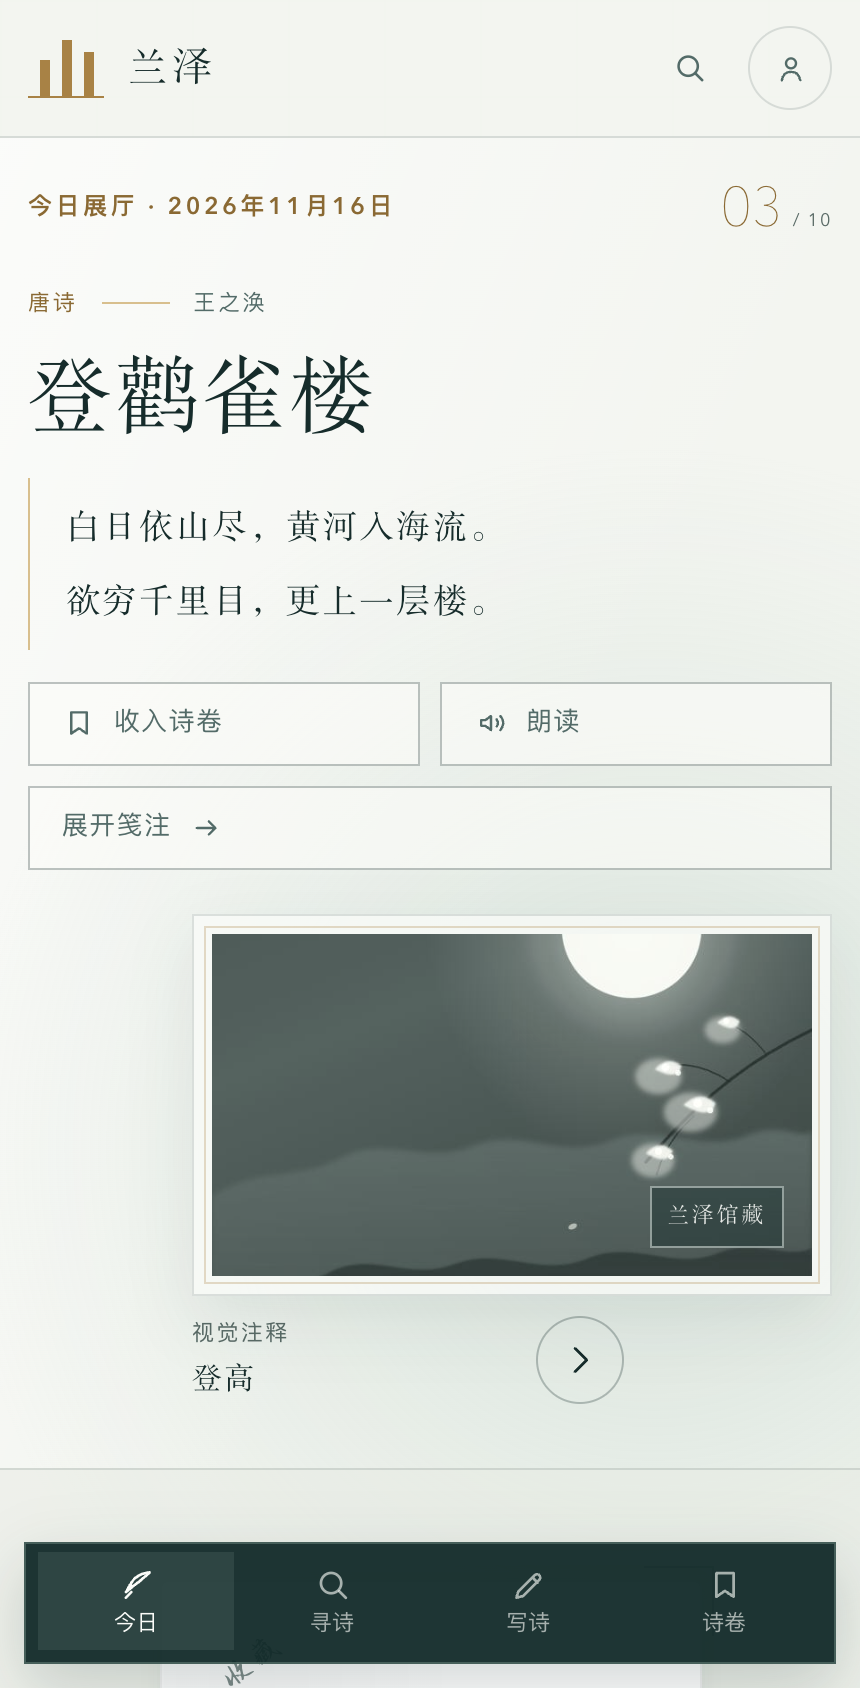 兰泽
今日展厅 · 2026年11月16日
03 / 10
唐诗 王之涣
登鹳雀楼
白日依山尽，黄河入海流。
欲穷千里目，更上一层楼。
收入诗卷
朗读
展开笺注
兰泽馆藏
视觉注释
登高
今日
寻诗
写诗
诗卷